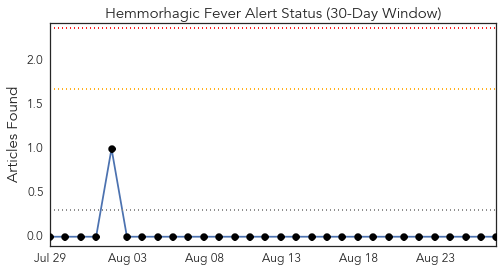 Hemmorhagic Fever Alert Status (30-Day Window)
Articles Found
2.0
1.5
1.0
0.5
0.0
Jul 29 Aug 03 Aug 08 Aug 13 Aug 18 Aug 23